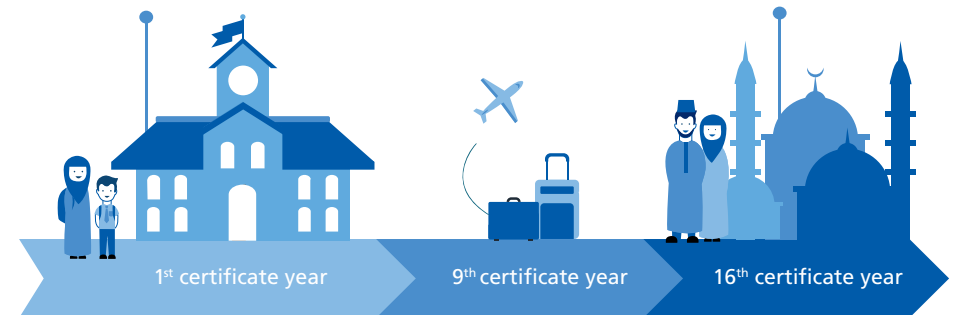 1st certificate year
9th certificate year
16th certificate year